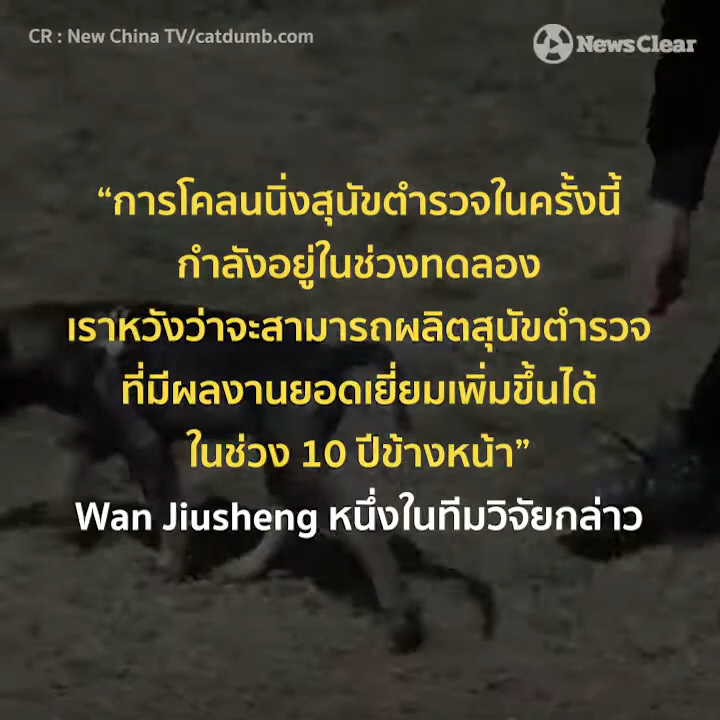 CR : New China TV/catdumb.com
NewsClear
“การโคลนนิ่งสุนัขตำรวจในครั้งนี้
กำลังอยู่ในช่วงทดลอง
เราหวังว่าจะสามารถผลิตสุนัขตำรวจ
ที่มีผลงานยอดเยี่ยมเพิ่มขึ้นได้
ในช่วง 10 ปีข้างหน้า”
Wan Jiusheng หนึ่งในทีมวิจัยกล่าว